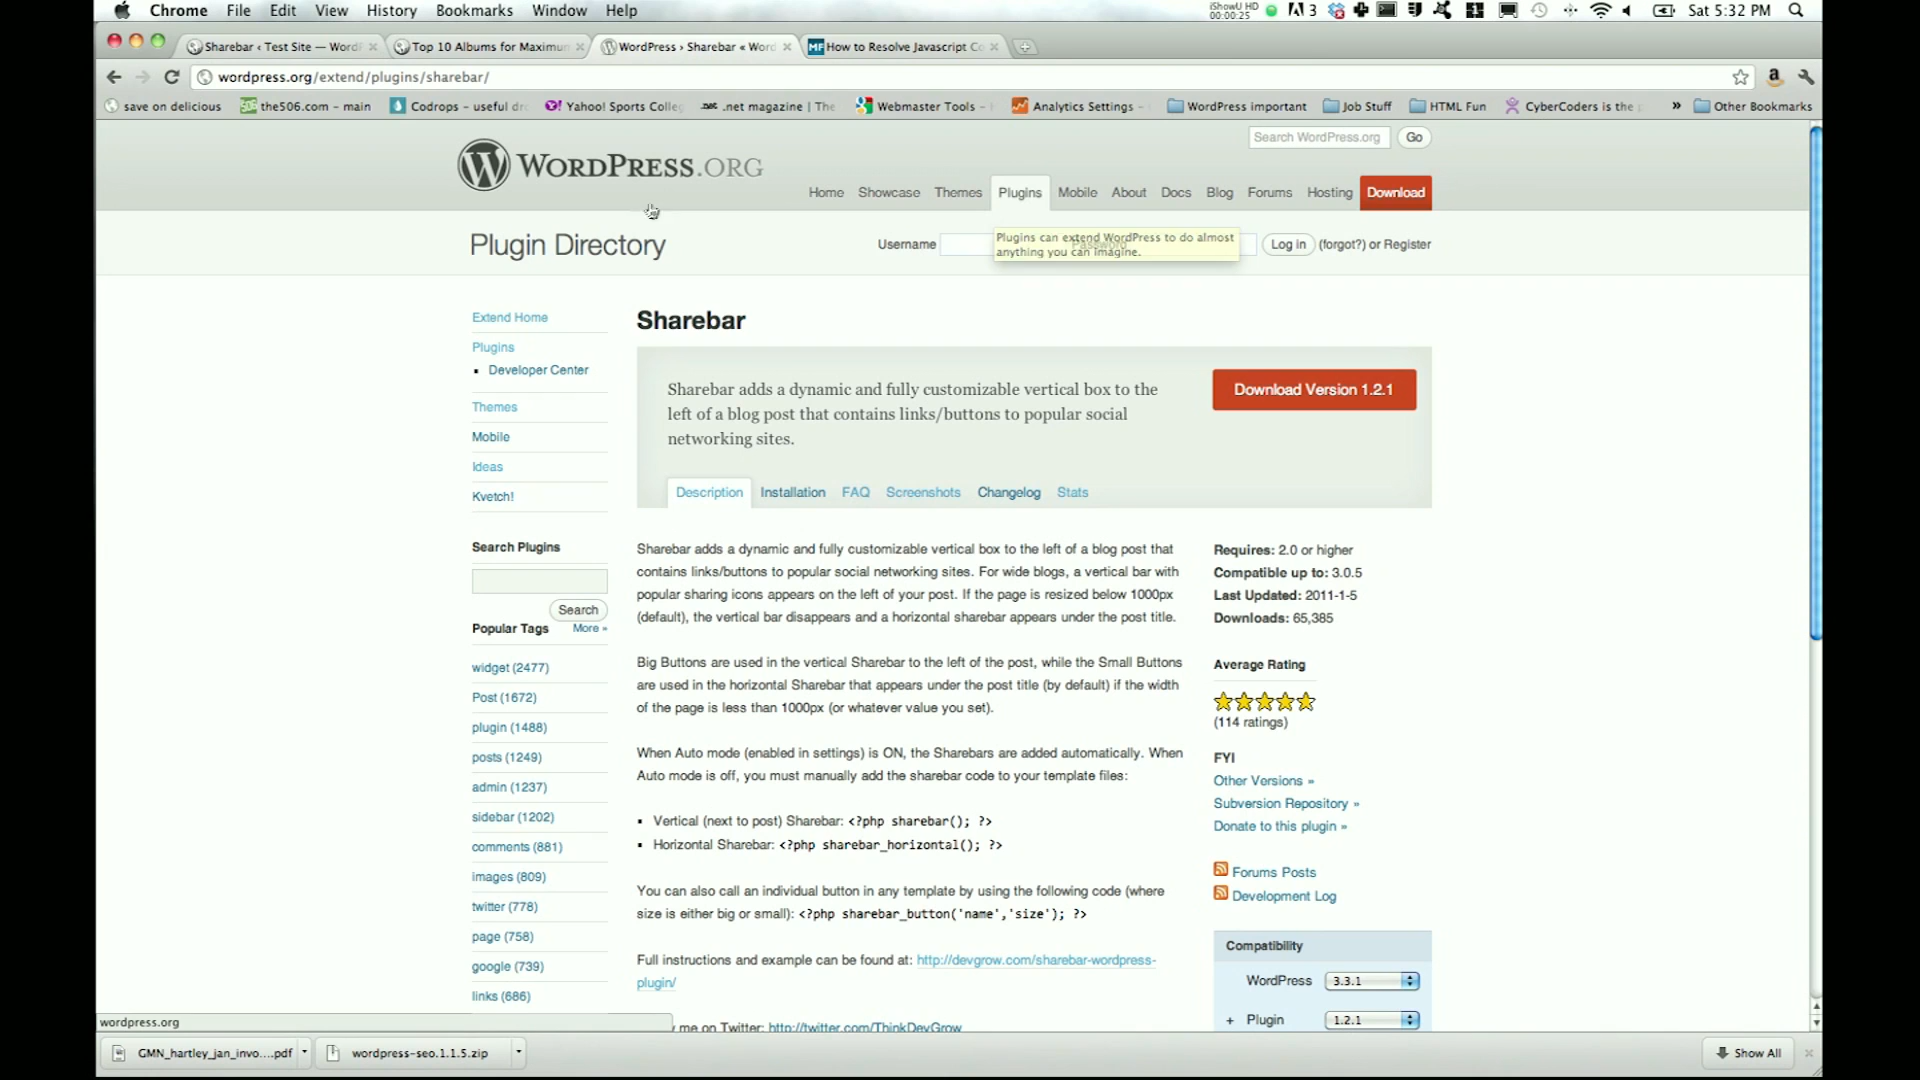 Chrome File Edit View History Bookmarks Window Help
iShowU HD
00:00:25
3
Sat 5:32 PM
Sharebar ‹ Test Site — Word
Top 10 Albums for Maximum
WordPress › Sharebar « Word
MF How to Resolve Javascript Co
wordpress.org/extend/plugins/sharebar/
save on delicious
the506.com - main
Codrops - useful dr
Yahoo! Sports Colleg
.net magazine | The
Webmaster Tools -
Analytics Settings -
WordPress important
Job Stuff
HTML Fun
CyberCoders is the
»
Other Bookmarks
Search WordPress.org
Go
WORDPRESS.ORG
Home Showcase Themes Plugins Mobile About Docs Blog Forums Hosting Download
Plugin Directory
Username
Password
Plugins can extend WordPress to do almost
anything you can imagine.
Log in (forgot?) or Register
Extend Home
Plugins
Developer Center
Themes
Mobile
Ideas
Kvetch!
Search Plugins
Search
Popular Tags More »
widget (2477)
Post (1672)
plugin (1488)
posts (1249)
admin (1237)
sidebar (1202)
comments (881)
images (809)
twitter (778)
page (758)
google (739)
links (686)
Sharebar
Sharebar adds a dynamic and fully customizable vertical box to the
left of a blog post that contains links/buttons to popular social
networking sites.
Download Version 1.2.1
Description Installation FAQ Screenshots Changelog Stats
Sharebar adds a dynamic and fully customizable vertical box to the left of a blog post that
contains links/buttons to popular social networking sites. For wide blogs, a vertical bar with
popular sharing icons appears on the left of your post. If the page is resized below 1000px
(default), the vertical bar disappears and a horizontal sharebar appears under the post title.
Big Buttons are used in the vertical Sharebar to the left of the post, while the Small Buttons
are used in the horizontal Sharebar that appears under the post title (by default) if the width
of the page is less than 1000px (or whatever value you set).
When Auto mode (enabled in settings) is ON, the Sharebars are added automatically. When
Auto mode is off, you must manually add the sharebar code to your template files:
Vertical (next to post) Sharebar: <?php sharebar(); ?>
Horizontal Sharebar: <?php sharebar_horizontal(); ?>
You can also call an individual button in any template by using the following code (where
size is either big or small): <?php sharebar_button('name','size'); ?>
Full instructions and example can be found at: http://devgrow.com/sharebar-wordpress-
plugin/
me on Twitter: http://twitter.com/ThinkDevGrow
Requires: 2.0 or higher
Compatible up to: 3.0.5
Last Updated: 2011-1-5
Downloads: 65,385
Average Rating
(114 ratings)
FYI
Other Versions »
Subversion Repository »
Donate to this plugin »
Forums Posts
Development Log
Compatibility
WordPress 3.3.1
+ Plugin 1.2.1
wordpress.org
GMN_hartley_jan_invo....pdf
wordpress-seo.1.1.5.zip
Show All